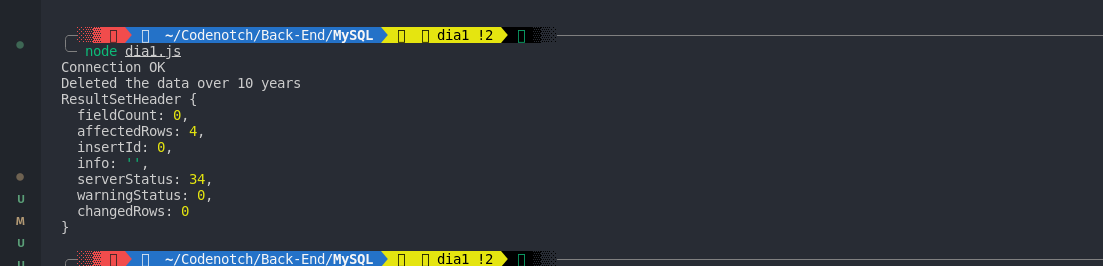 ~/Codenotch/Back-End/MySQL dia1 !2
node dia1.js
Connection OK
Deleted the data over 10 years
ResultSetHeader {
fieldCount: 0,
affectedRows: 4,
insertId: 0,
info: '',
serverStatus: 34,
warningStatus: 0,
changedRows: 0
}
U
M
U
U
~/Codenotch/Back-End/MySQL dia1 !2